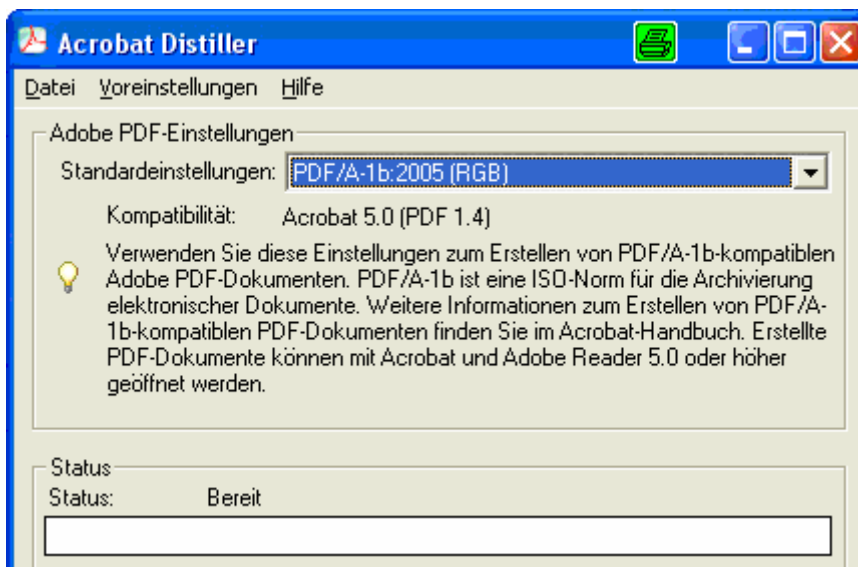 Acrobat Distiller
Datei Voreinstellungen Hilfe
Adobe PDF-Einstellungen
Standardeinstellungen: PDF/A-1b:2005 (RGB)
Kompatibilität: Acrobat 5.0 (PDF 1.4)
Verwenden Sie diese Einstellungen zum Erstellen von PDF/A-1b-kompatiblen
Adobe PDF-Dokumenten. PDF/A-1b ist eine ISO-Norm für die Archivierung
elektronischer Dokumente. Weitere Informationen zum Erstellen von PDF/A-
1b-kompatiblen PDF-Dokumenten finden Sie im Acrobat-Handbuch. Erstellte
PDF-Dokumente können mit Acrobat und Adobe Reader 5.0 oder höher
geöffnet werden.
Status
Status: Bereit